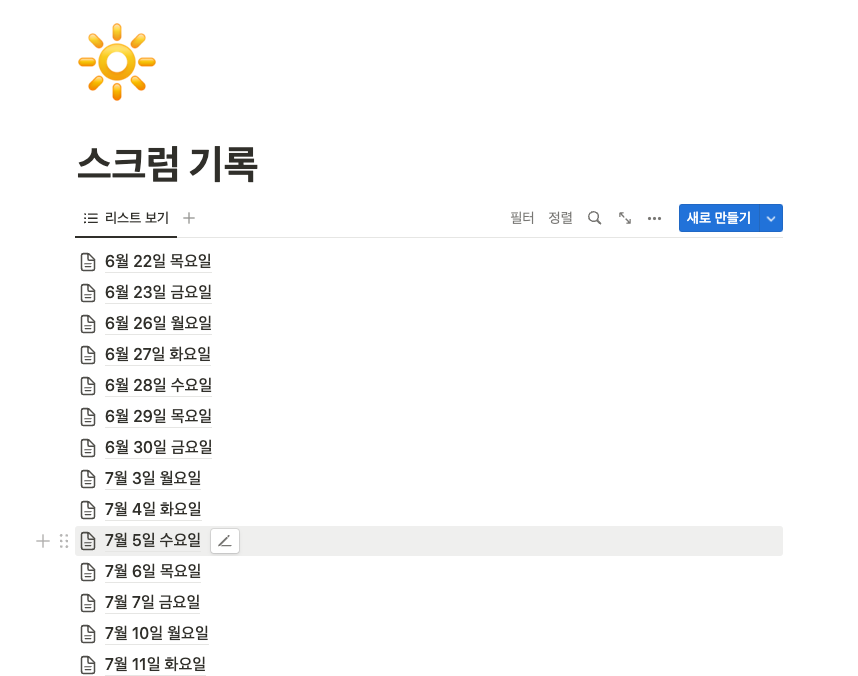 스크럼 기록
리스트 보기 필터 정렬 새로 만들기
6월 22일 목요일
6월 23일 금요일
6월 26일 월요일
6월 27일 화요일
6월 28일 수요일
6월 29일 목요일
6월 30일 금요일
7월 3일 월요일
7월 4일 화요일
7월 5일 수요일
7월 6일 목요일
7월 7일 금요일
7월 10일 월요일
7월 11일 화요일